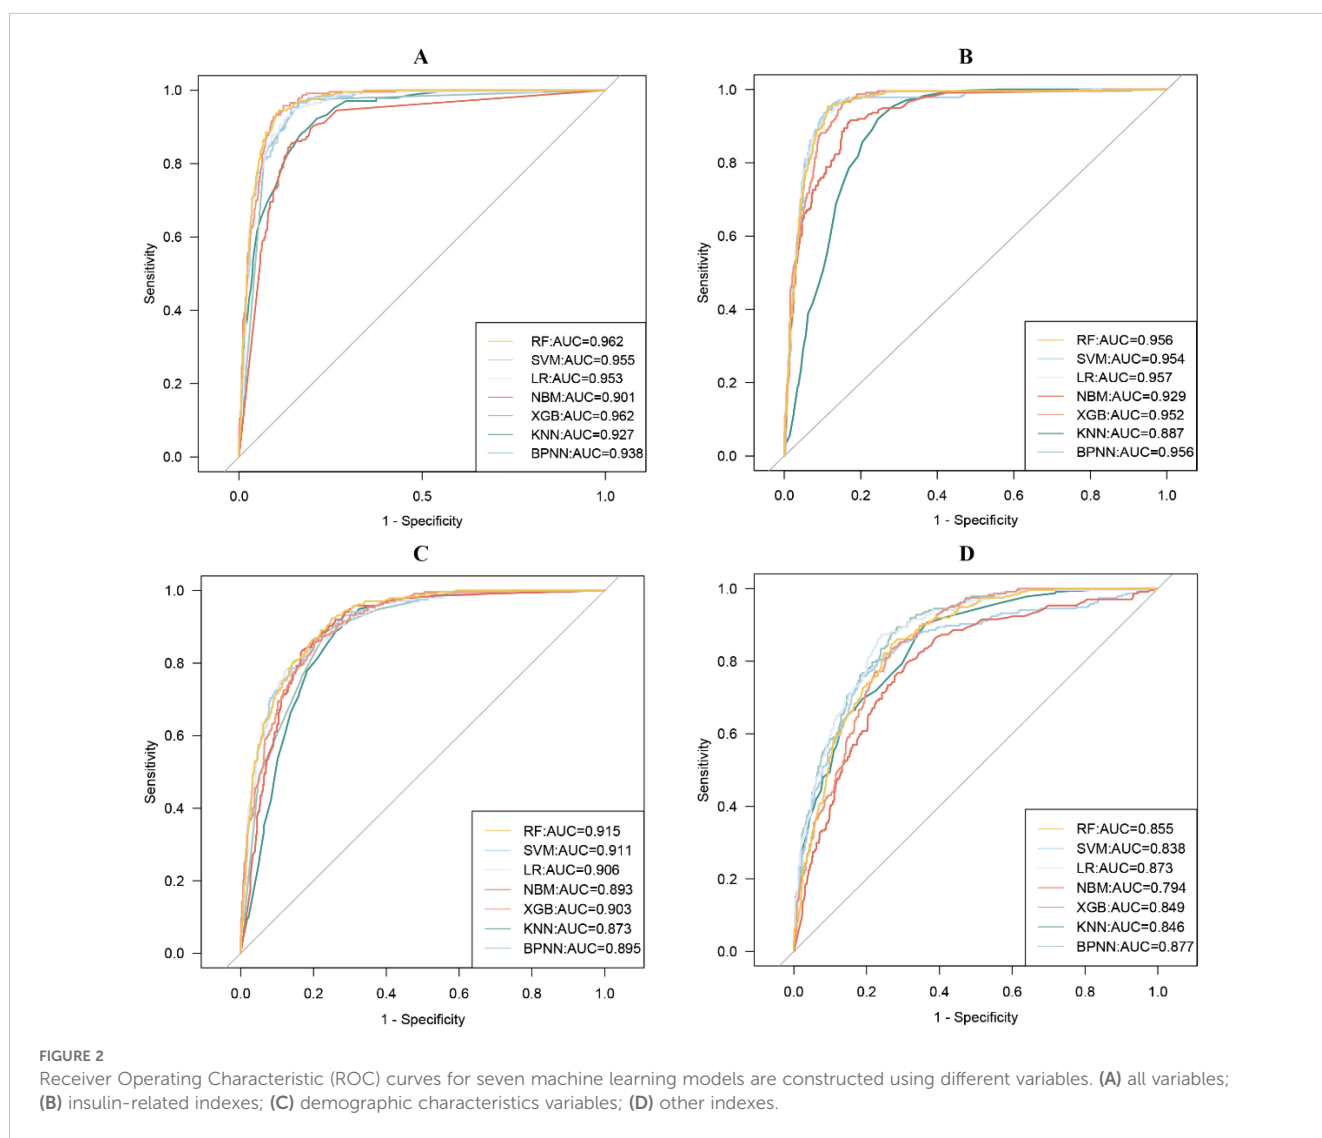 A
1.0
0.8
0.6
0.4
0.2
0.0
Sensitivity
RF:AUC=0.962
SVM:AUC=0.955
LR:AUC=0.953
NBM:AUC=0.901
XGB:AUC=0.962
KNN:AUC=0.927
BPNN:AUC=0.938
0.0 0.5 1.0
1 - Specificity
B
1.0
0.8
0.6
0.4
0.2
0.0
Sensitivity
RF:AUC=0.956
SVM:AUC=0.954
LR:AUC=0.957
NBM:AUC=0.929
XGB:AUC=0.952
KNN:AUC=0.887
BPNN:AUC=0.956
0.0 0.2 0.4 0.6 0.8 1.0
1 - Specificity
C
1.0
0.8
0.6
0.4
0.2
0.0
Sensitivity
RF:AUC=0.915
SVM:AUC=0.911
LR:AUC=0.906
NBM:AUC=0.893
XGB:AUC=0.903
KNN:AUC=0.873
BPNN:AUC=0.895
0.0 0.2 0.4 0.6 0.8 1.0
1 - Specificity
D
1.0
0.8
0.6
0.4
0.2
0.0
Sensitivity
RF:AUC=0.855
SVM:AUC=0.838
LR:AUC=0.873
NBM:AUC=0.794
XGB:AUC=0.849
KNN:AUC=0.846
BPNN:AUC=0.877
0.0 0.2 0.4 0.6 0.8 1.0
1 - Specificity
FIGURE 2
Receiver Operating Characteristic (ROC) curves for seven machine learning models are constructed using different variables. (A) all variables;
(B) insulin-related indexes; (C) demographic characteristics variables; (D) other indexes.